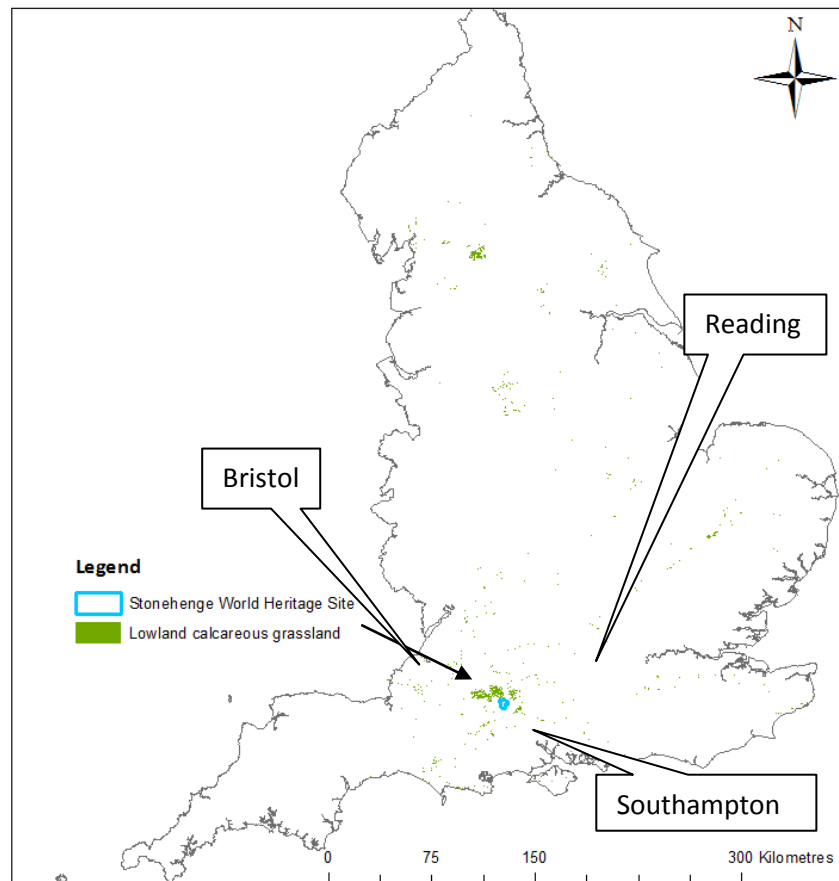 N
Reading
Bristol
Legend
Stonehenge World Heritage Site
Lowland calcareous grassland
Southampton
0 75 150 300 Kilometres